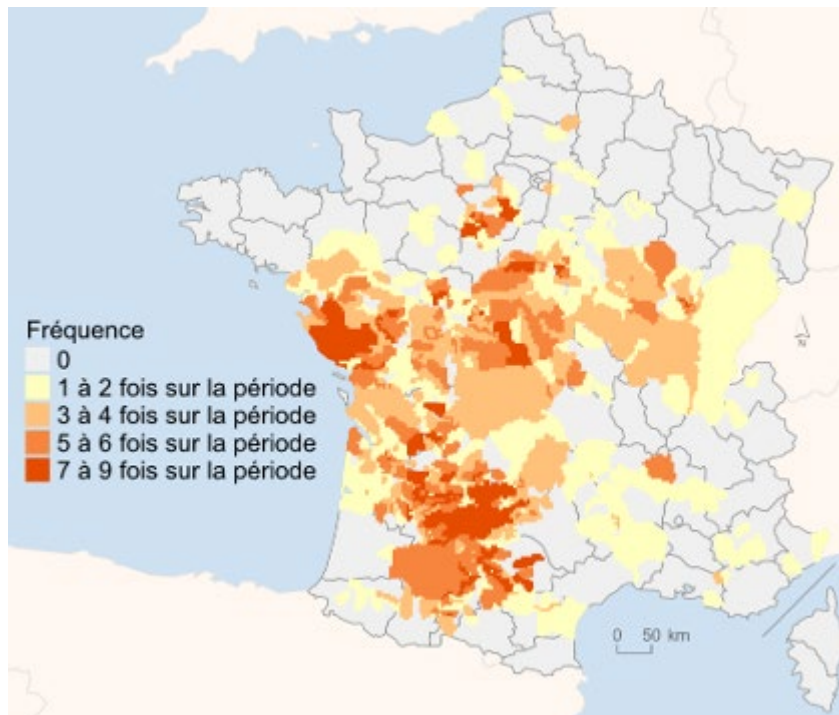 Fréquence
0
1 à 2 fois sur la période
3 à 4 fois sur la période
5 à 6 fois sur la période
7 à 9 fois sur la période
N
0 50 km